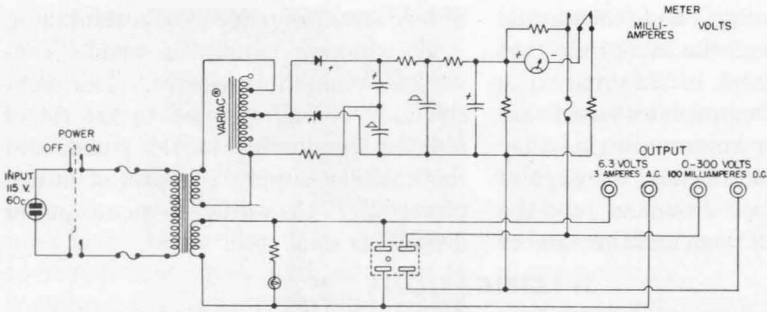 METER
MILLI-
AMPERES VOLTS
VARIAC®
POWER
OFF ON
INPUT
115 V.
60c
OUTPUT
6.3 VOLTS 0-300 VOLTS
3 AMPERES A.C. 100 MILLIAMPERES D.C.
- +